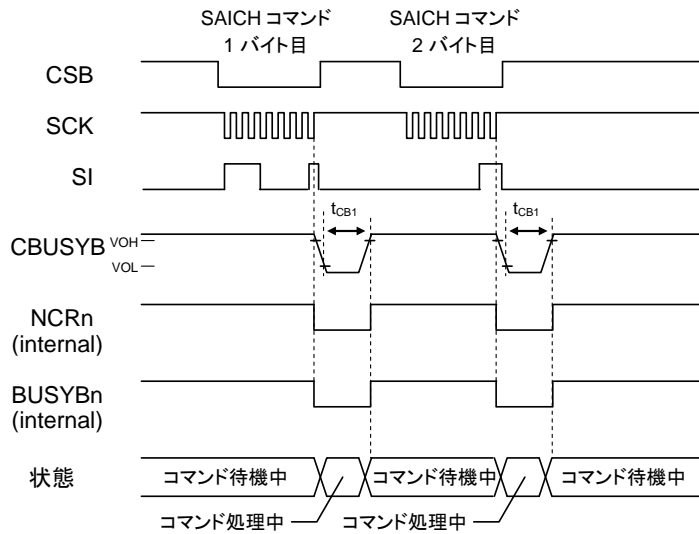 SAICH コマンド
1 バイト目
SAICH コマンド
2 バイト目
CSB
SCK
SI
tCB1
tCB1
CBUSYB
VOH
VOL
NCRn
(internal)
BUSYBn
(internal)
状態
コマンド待機中
コマンド待機中
コマンド待機中
コマンド処理中
コマンド処理中